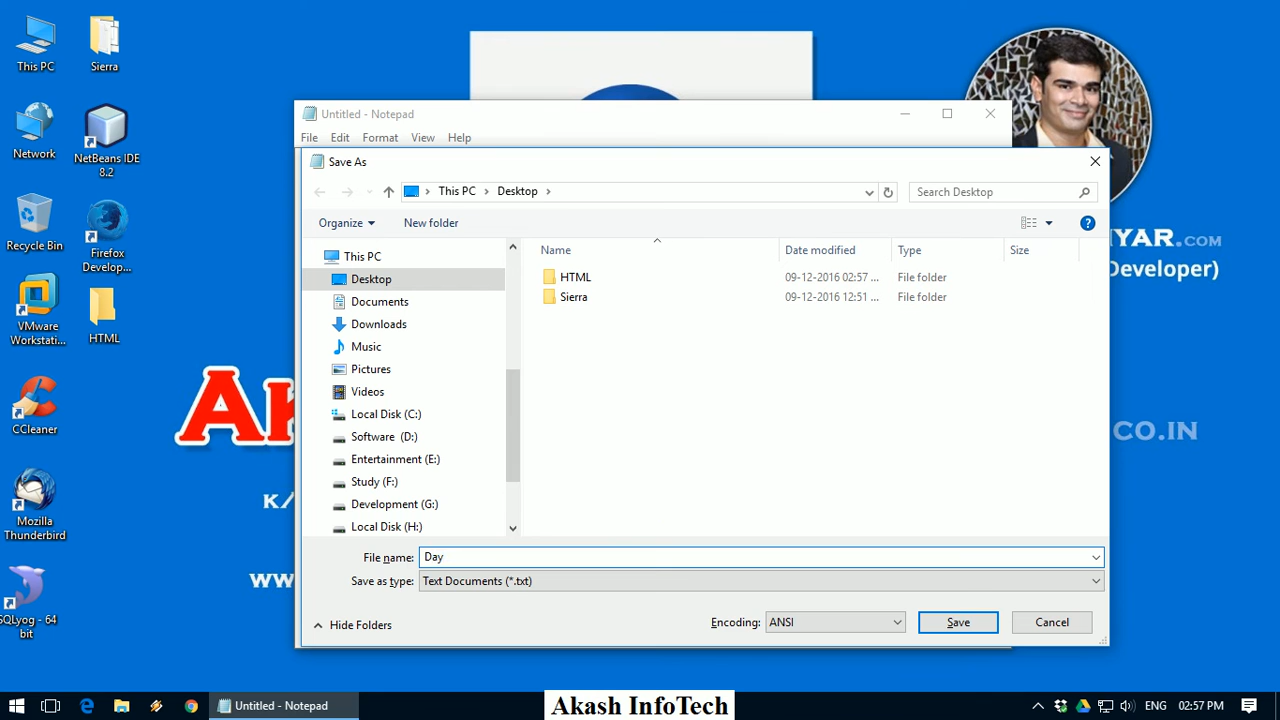 This PC
Sierra
Network
NetBeans IDE
8.2
Recycle Bin
Firefox
Develop...
VMware
Workstati...
HTML
CCleaner
Mozilla
Thunderbird
SQLyog - 64
bit
Untitled - Notepad
File Edit Format View Help
Save As
This PC Desktop
Search Desktop
Organize New folder
This PC
Desktop
Documents
Downloads
Music
Pictures
Videos
Local Disk (C:)
Software (D:)
Entertainment (E:)
Study (F:)
Development (G:)
Local Disk (H:)
Name Date modified Type Size
HTML 09-12-2016 02:57 ... File folder
Sierra 09-12-2016 12:51 ... File folder
File name: Day
Save as type: Text Documents (*.txt)
Hide Folders
Encoding: ANSI
Save Cancel
YAR.COM
Developer)
Ak
K/
CO.IN
ww
Untitled - Notepad
Akash InfoTech
ENG 02:57 PM